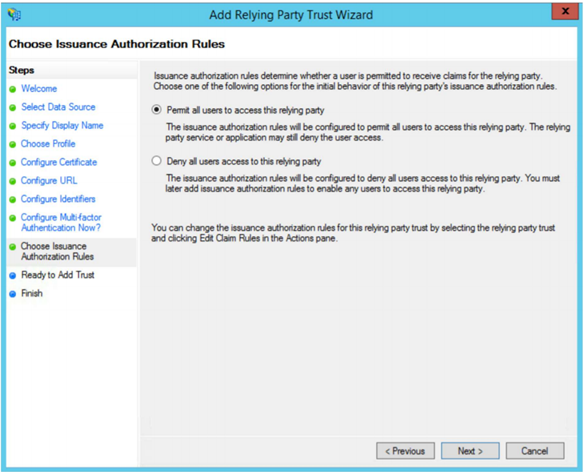 Add Relying Party Trust Wizard
x
Choose Issuance Authorization Rules
Steps
Welcome
Select Data Source
Specify Display Name
Choose Profile
Configure Certificate
Configure URL
Configure Identifiers
Configure Multi-factor
Authentication Now?
Choose Issuance
Authorization Rules
Ready to Add Trust
Finish
Issuance authorization rules determine whether a user is permitted to receive claims for the relying party.
Choose one of the following options for the initial behavior of this relying party's issuance authorization rules.
Permit all users to access this relying party
The issuance authorization rules will be configured to permit all users to access this relying party. The relying
party service or application may still deny the user access.
Deny all users access to this relying party
The issuance authorization rules will be configured to deny all users access to this relying party. You must
later add issuance authorization rules to enable any users to access this relying party.
You can change the issuance authorization rules for this relying party trust by selecting the relying party trust
and clicking Edit Claim Rules in the Actions pane.
< Previous
Next >
Cancel